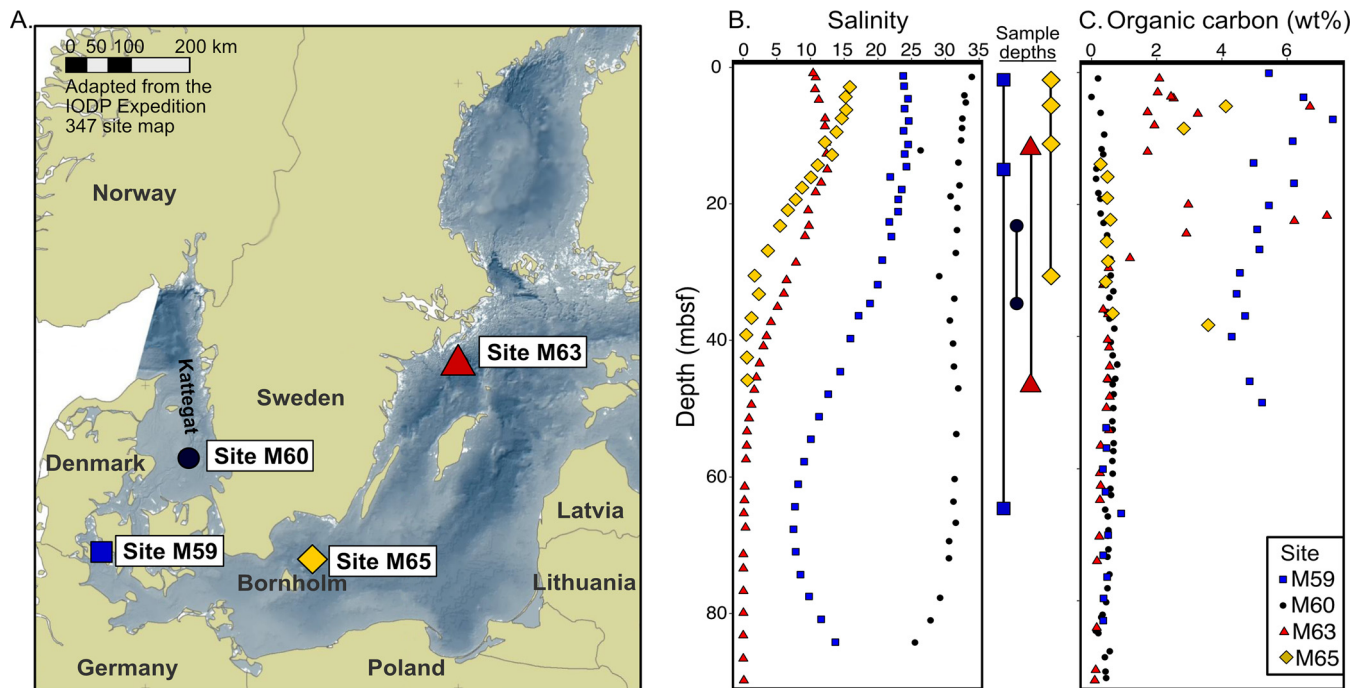 A.
0 50 100 200 km
Adapted from the
IODP Expedition
347 site map
Norway
Kattegat
Sweden
Site M63
Site M60
Denmark
Latvia
Site M59
Site M65
Bornholm
Lithuania
Germany
Poland
B. Salinity
0 5 10 15 20 25 30 35
Sample
depths
Depth (mbsf)
0
20
40
60
80
C. Organic carbon (wt%)
0 2 4 6
Site
M59
M60
M63
M65